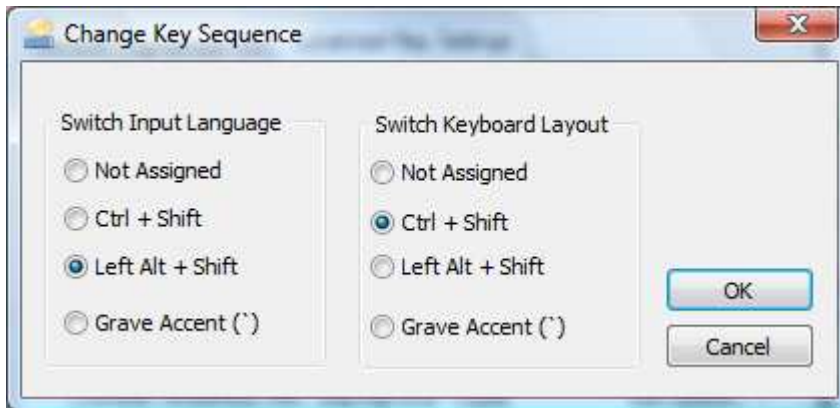 Change Key Sequence
Switch Input Language
Not Assigned
Ctrl + Shift
Left Alt + Shift
Grave Accent (`)
Switch Keyboard Layout
Not Assigned
Ctrl + Shift
Left Alt + Shift
Grave Accent (`)
OK
Cancel